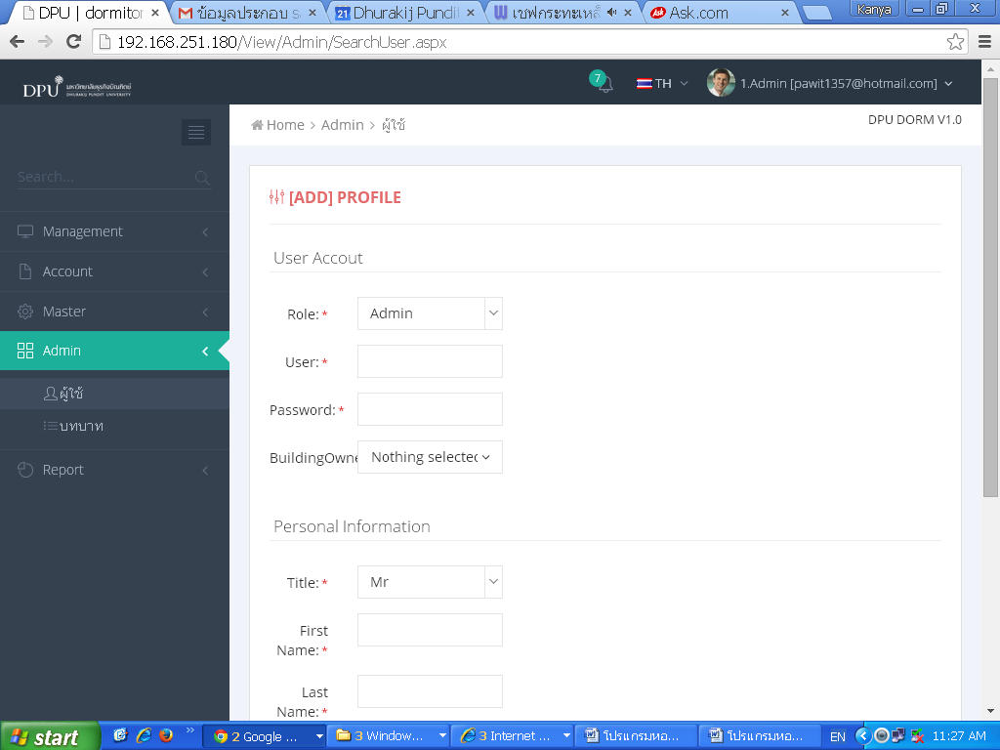 DPU | dormitor
ข้อมูลประกอบ
Dhurakij Pundit
เชฟกระทะเหล็
Ask.com
Kanya
192.168.251.180/View/Admin/SearchUser.aspx
DPU มหาวิทยาลัยธุรกิจบัณฑิตย์
DHURAKIJ PUNDIT UNIVERSITY
7
TH
1.Admin [pawit1357@hotmail.com]
Home > Admin > ผู้ใช้
DPU DORM V1.0
Search...
Management
Account
Master
Admin
ผู้ใช้
บทบาท
Report
[ADD] PROFILE
User Accout
Role: *
Admin
User: *
Password: *
BuildingOwne
Nothing selected
Personal Information
Title: *
Mr
First
Name: *
Last
Name: *
start
2 Google ...
3 Window...
3 Internet ...
โปรแกรมหอ...
โปรแกรมหอ...
EN
11:27 AM